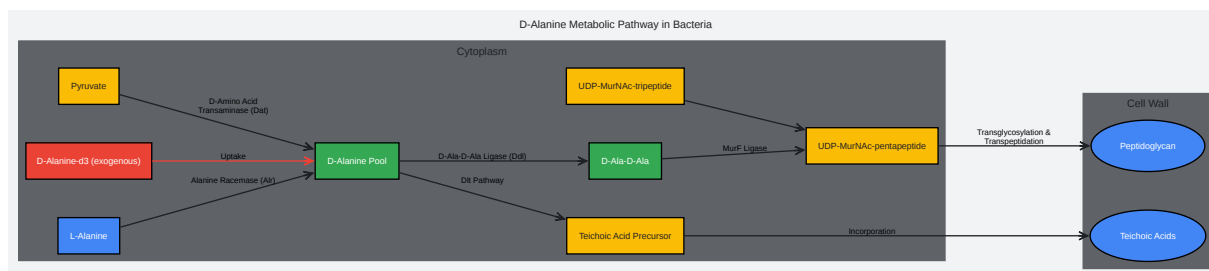 D-Alanine Metabolic Pathway in Bacteria
Cytoplasm
Pyruvate
UDP-MurNAc-tripeptide
Cell Wall
D-Amino Acid
Transaminase (Dat)
D-Alanine-d3 (exogenous)
Uptake
D-Alanine Pool
D-Ala-D-Ala Ligase (Ddl)
D-Ala-D-Ala
MurF Ligase
UDP-MurNAc-pentapeptide
Transglycosylation &
Transpeptidation
Peptidoglycan
Alanine Racemase (Alr)
Dlt Pathway
L-Alanine
Teichoic Acid Precursor
Incorporation
Teichoic Acids